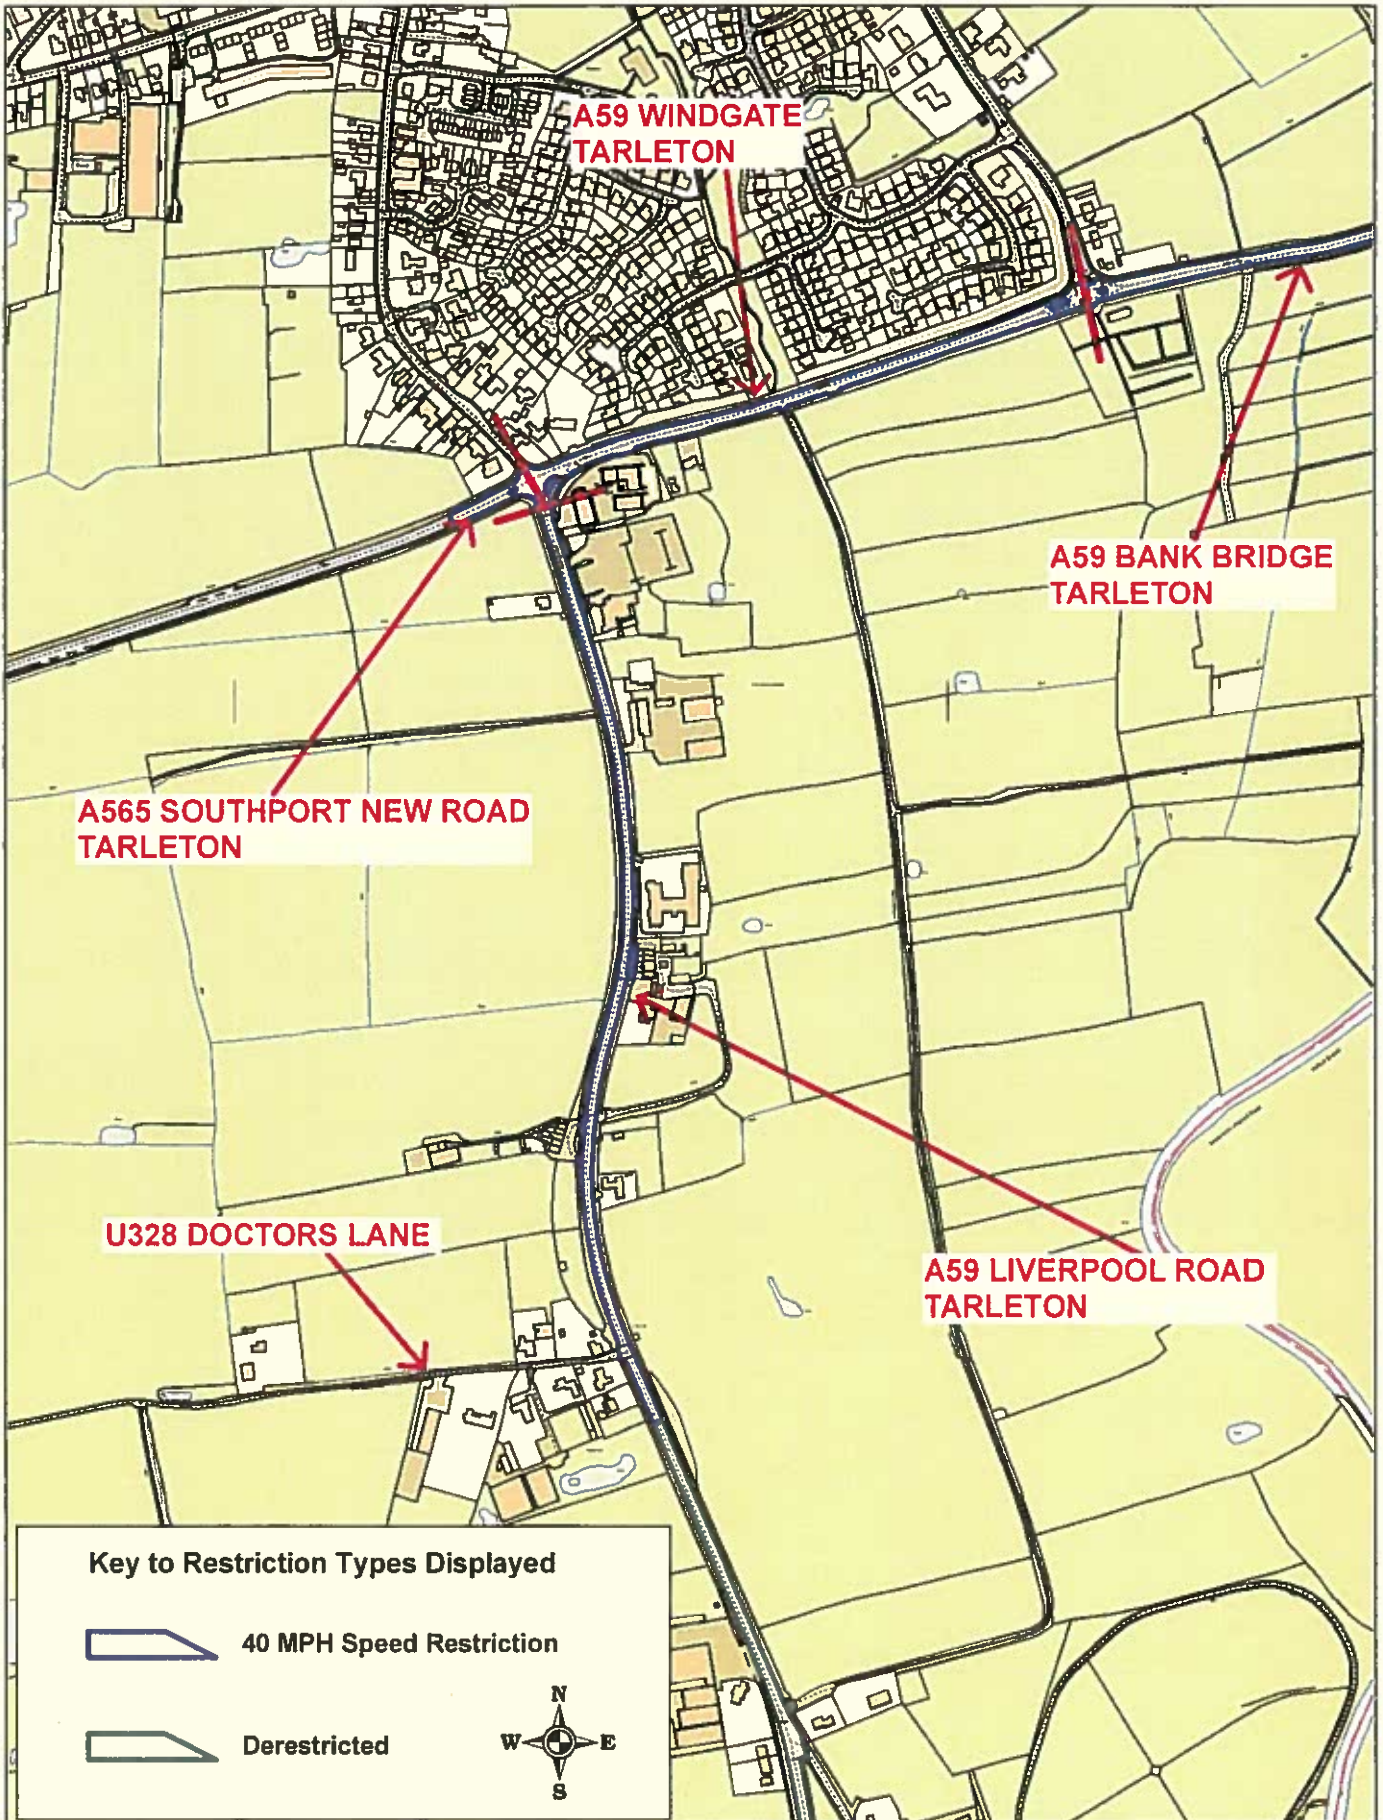 A59 WINDGATE
TARLETON
A59 BANK BRIDGE
TARLETON
A565 SOUTHPORT NEW ROAD
TARLETON
U328 DOCTORS LANE
A59 LIVERPOOL ROAD
TARLETON
Key to Restriction Types Displayed
40 MPH Speed Restriction
Derestricted
N
W E
S